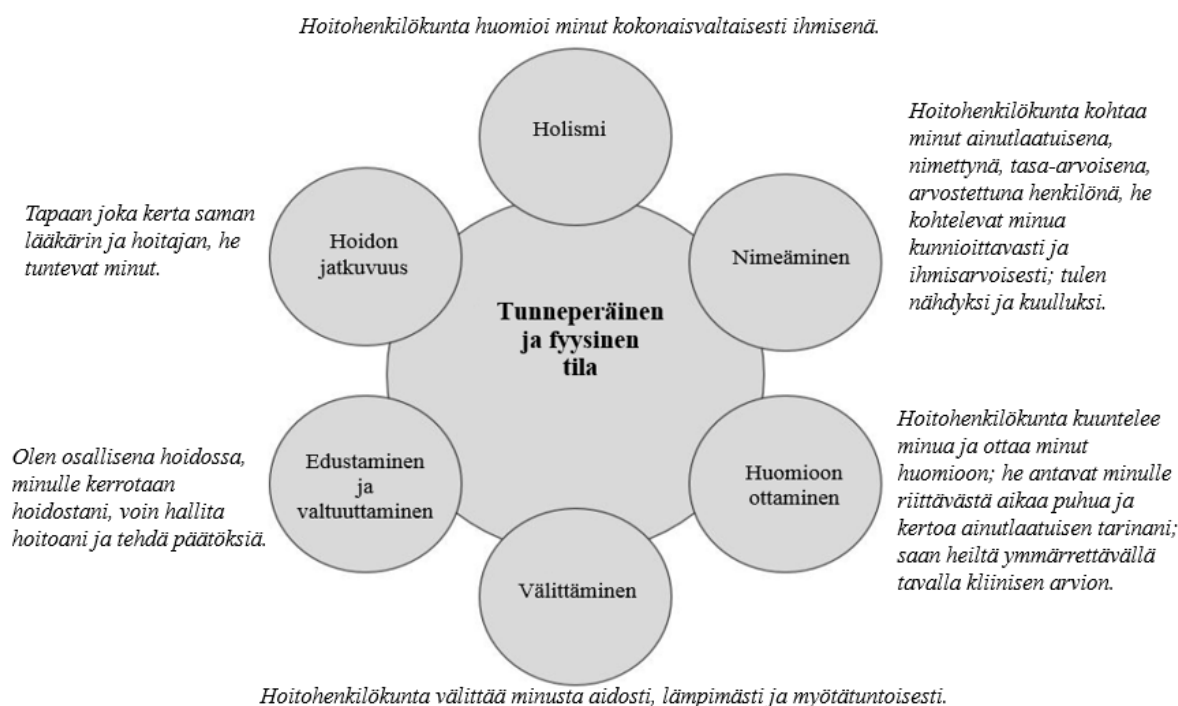 Hoitohenkilökunta huomioi minut kokonaisvaltaisesti ihmisenä.
Holismi
Hoitohenkilökunta kohtaa
minut ainutlaatuisena,
nimettynä, tasa-arvoisena,
arvostettuna henkilönä, he
kohtelevat minua
kunnioittavasti ja
ihmisarvoisesti; tulen
nähdyksi ja kuulluksi.
Nimeäminen
Tapaan joka kerta saman
lääkärin ja hoitajan, he
tuntevat minut.
Hoidon
jatkuvuus
Tunneperäinen
ja fyysinen
tila
Olen osallisena hoidossa,
minulle kerrotaan
hoidostani, voin hallita
hoitoani ja tehdä päätöksiä.
Edustaminen
ja
valtuuttaminen
Huomioon
ottaminen
Hoitohenkilökunta kuuntelee
minua ja ottaa minut
huomioon; he antavat minulle
riittävästä aikaa puhua ja
kertoa ainutlaatuisen tarinani;
saan heiltä ymmärrettävällä
tavalla kliinisen arvion.
Välittäminen
Hoitohenkilökunta välittää minusta aidosti, lämpimästi ja myötätuntoisesti.